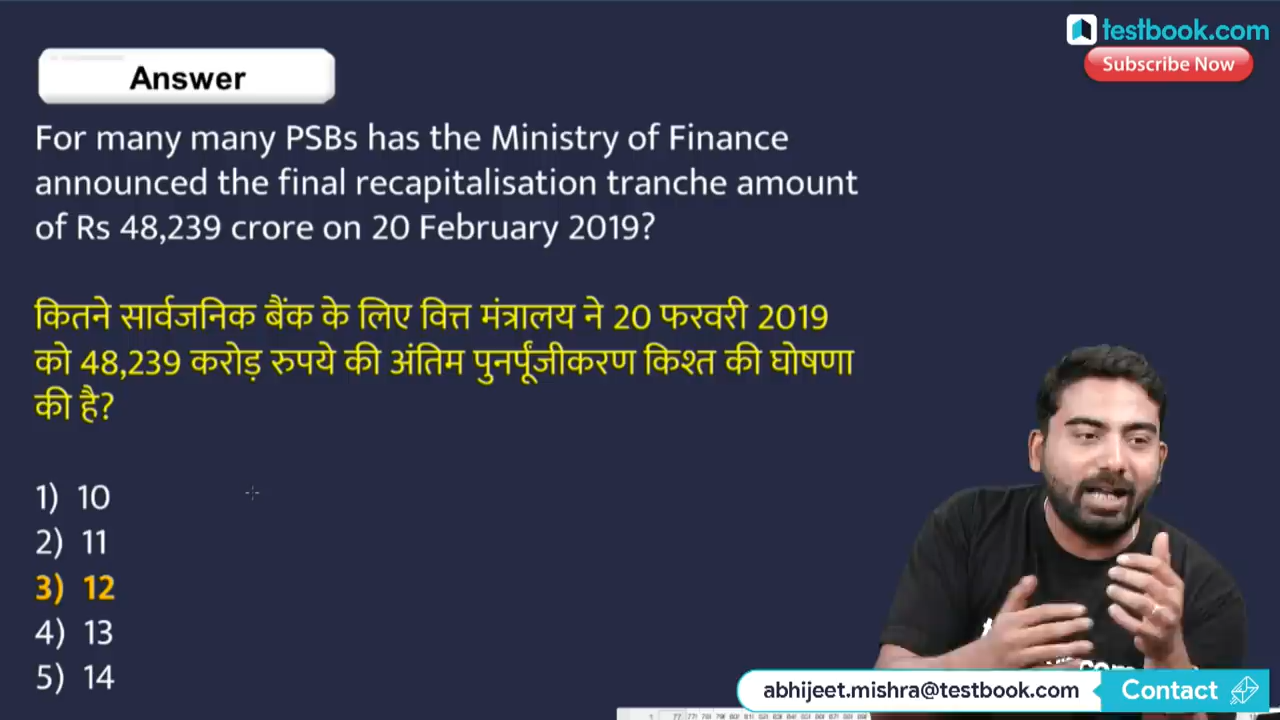 testbook.com
Subscribe Now
Answer
For many many PSBs has the Ministry of Finance
announced the final recapitalisation tranche amount
of Rs 48,239 crore on 20 February 2019?
कितने सार्वजनिक बैंक के लिए वित्त मंत्रालय ने 20 फरवरी 2019
को 48,239 करोड़ रुपये की अंतिम पुनर्पूंजीकरण किश्त की घोषणा
की है?
1) 10
2) 11
3) 12
4) 13
5) 14
abhijeet.mishra@testbook.com
Contact